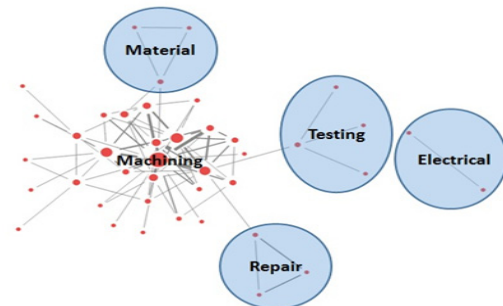 Material
Testing
Machining
Electrical
Repair